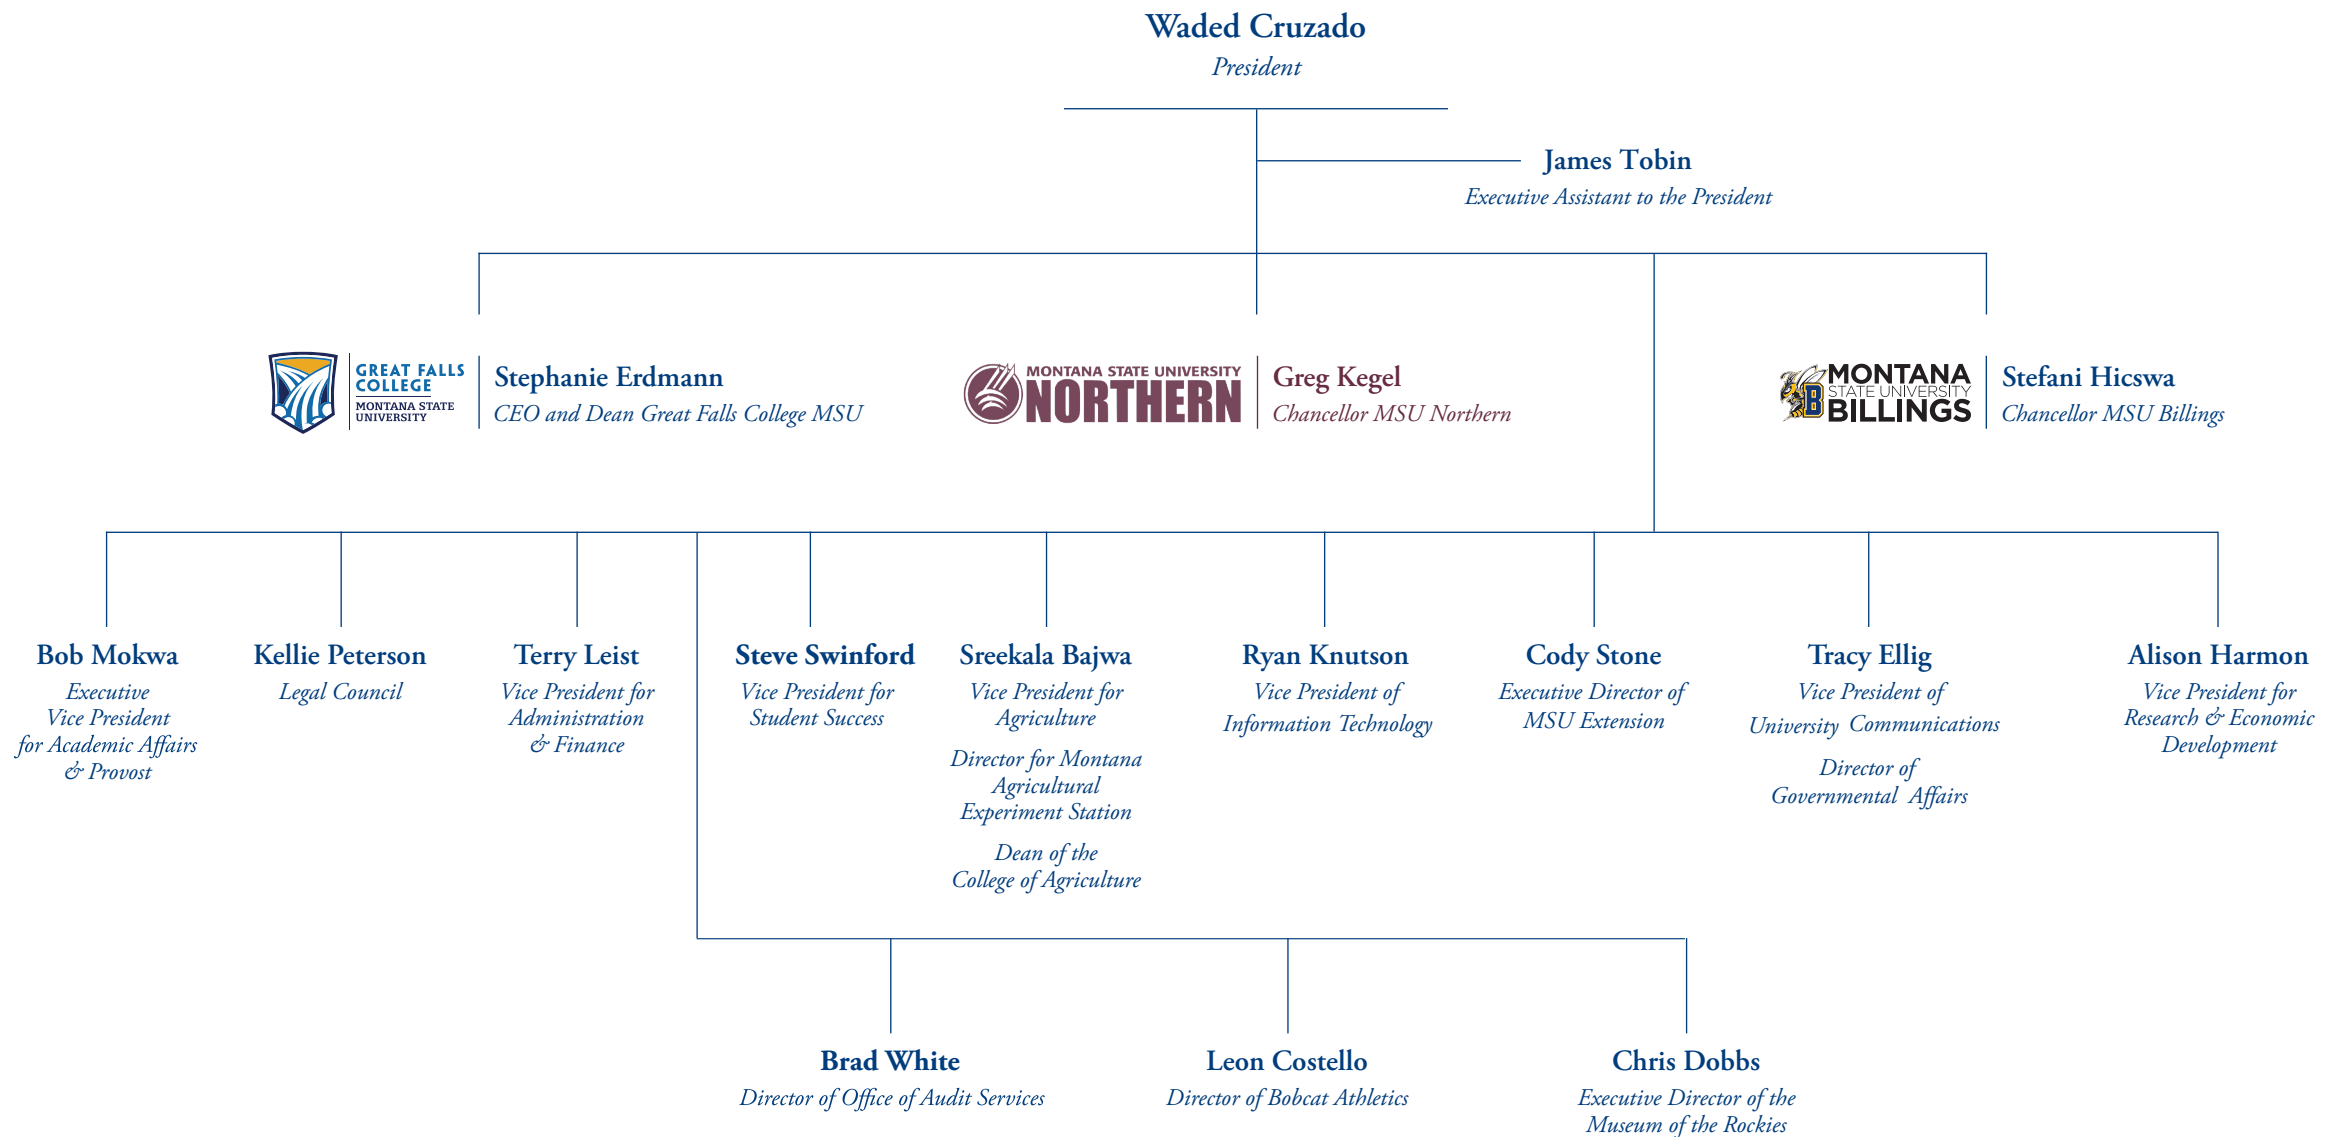 Waded Cruzado
President
James Tobin
Executive Assistant to the President
GREAT FALLS
COLLEGE
MONTANA STATE
UNIVERSITY
Stephanie Erdmann
CEO and Dean Great Falls College MSU
MONTANA STATE UNIVERSITY
NORTHERN
Greg Kegel
Chancellor MSU Northern
B
MONTANA
STATE UNIVERSITY
BILLINGS
Stefani Hicswa
Chancellor MSU Billings
Bob Mokwa
Executive
Vice President
for Academic Affairs
& Provost
Kellie Peterson
Legal Council
Terry Leist
Vice President for
Administration
& Finance
Steve Swinford
Vice President for
Student Success
Sreekala Bajwa
Vice President for
Agriculture
Director for Montana
Agricultural
Experiment Station
Dean of the
College of Agriculture
Ryan Knutson
Vice President of
Information Technology
Cody Stone
Executive Director of
MSU Extension
Tracy Ellig
Vice President of
University Communications
Director of
Governmental Affairs
Alison Harmon
Vice President for
Research & Economic
Development
Brad White
Director of Office of Audit Services
Leon Costello
Director of Bobcat Athletics
Chris Dobbs
Executive Director of the
Museum of the Rockies